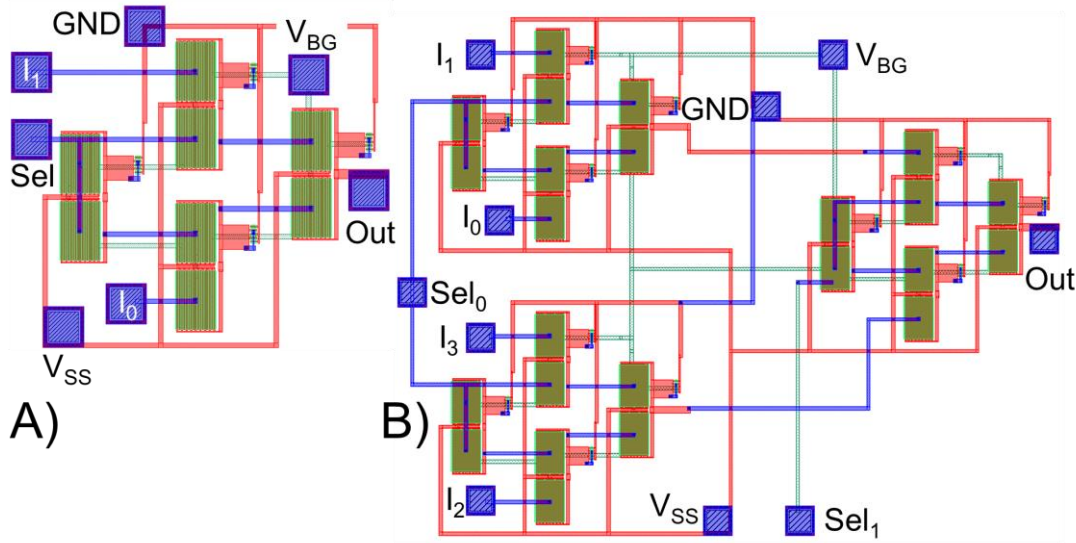 GND
V_BG
I_1
Sel
Out
I_0
V_SS
A)
I_1
V_BG
GND
I_0
Sel_0
Out
I_3
I_2
V_SS
Sel_1
B)